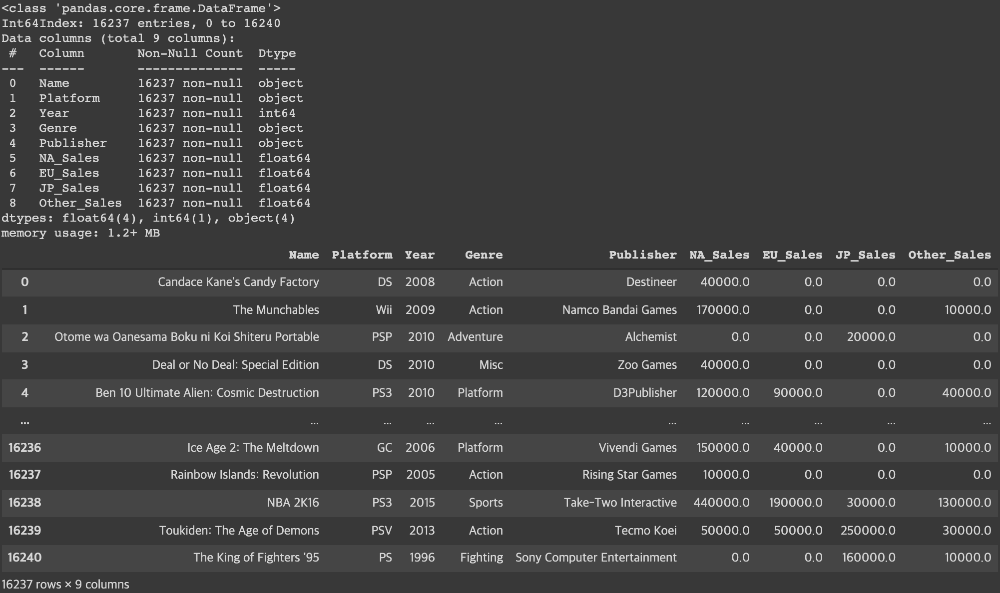 <class 'pandas.core.frame.DataFrame'>
Int64Index: 16237 entries, 0 to 16240
Data columns (total 9 columns):
#   Column        Non-Null Count  Dtype
---  ------        --------------  -----
0   Name          16237 non-null  object
1   Platform      16237 non-null  object
2   Year          16237 non-null  int64
3   Genre         16237 non-null  object
4   Publisher     16237 non-null  object
5   NA_Sales      16237 non-null  float64
6   EU_Sales      16237 non-null  float64
7   JP_Sales      16237 non-null  float64
8   Other_Sales   16237 non-null  float64
dtypes: float64(4), int64(1), object(4)
memory usage: 1.2+ MB
Name Platform Year Genre Publisher NA_Sales EU_Sales JP_Sales Other_Sales
0 Candace Kane's Candy Factory DS 2008 Action Destineer 40000.0 0.0 0.0 0.0
1 The Munchables Wii 2009 Action Namco Bandai Games 170000.0 0.0 0.0 10000.0
2 Otome wa Oanesama Boku ni Koi Shiteru Portable PSP 2010 Adventure Alchemist 0.0 0.0 20000.0 0.0
3 Deal or No Deal: Special Edition DS 2010 Misc Zoo Games 40000.0 0.0 0.0 0.0
4 Ben 10 Ultimate Alien: Cosmic Destruction PS3 2010 Platform D3Publisher 120000.0 90000.0 0.0 40000.0
... ... ... ... ... ... ... ... ... ...
16236 Ice Age 2: The Meltdown GC 2006 Platform Vivendi Games 150000.0 40000.0 0.0 10000.0
16237 Rainbow Islands: Revolution PSP 2005 Action Rising Star Games 10000.0 0.0 0.0 0.0
16238 NBA 2K16 PS3 2015 Sports Take-Two Interactive 440000.0 190000.0 30000.0 130000.0
16239 Toukiden: The Age of Demons PSV 2013 Action Tecmo Koei 50000.0 50000.0 250000.0 30000.0
16240 The King of Fighters '95 PS 1996 Fighting Sony Computer Entertainment 0.0 0.0 160000.0 10000.0
16237 rows × 9 columns